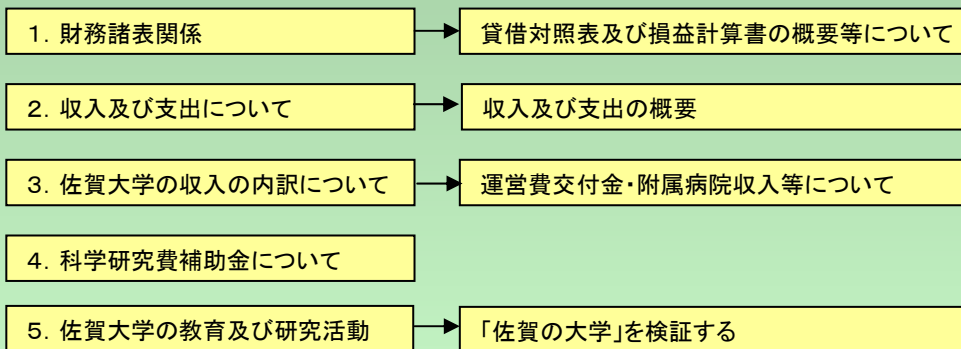 1．財務諸表関係
貸借対照表及び損益計算書の概要等について
2．収入及び支出について
収入及び支出の概要
3．佐賀大学の収入の内訳について
運営費交付金・附属病院収入等について
4．科学研究費補助金について
5．佐賀大学の教育及び研究活動
「佐賀の大学」を検証する